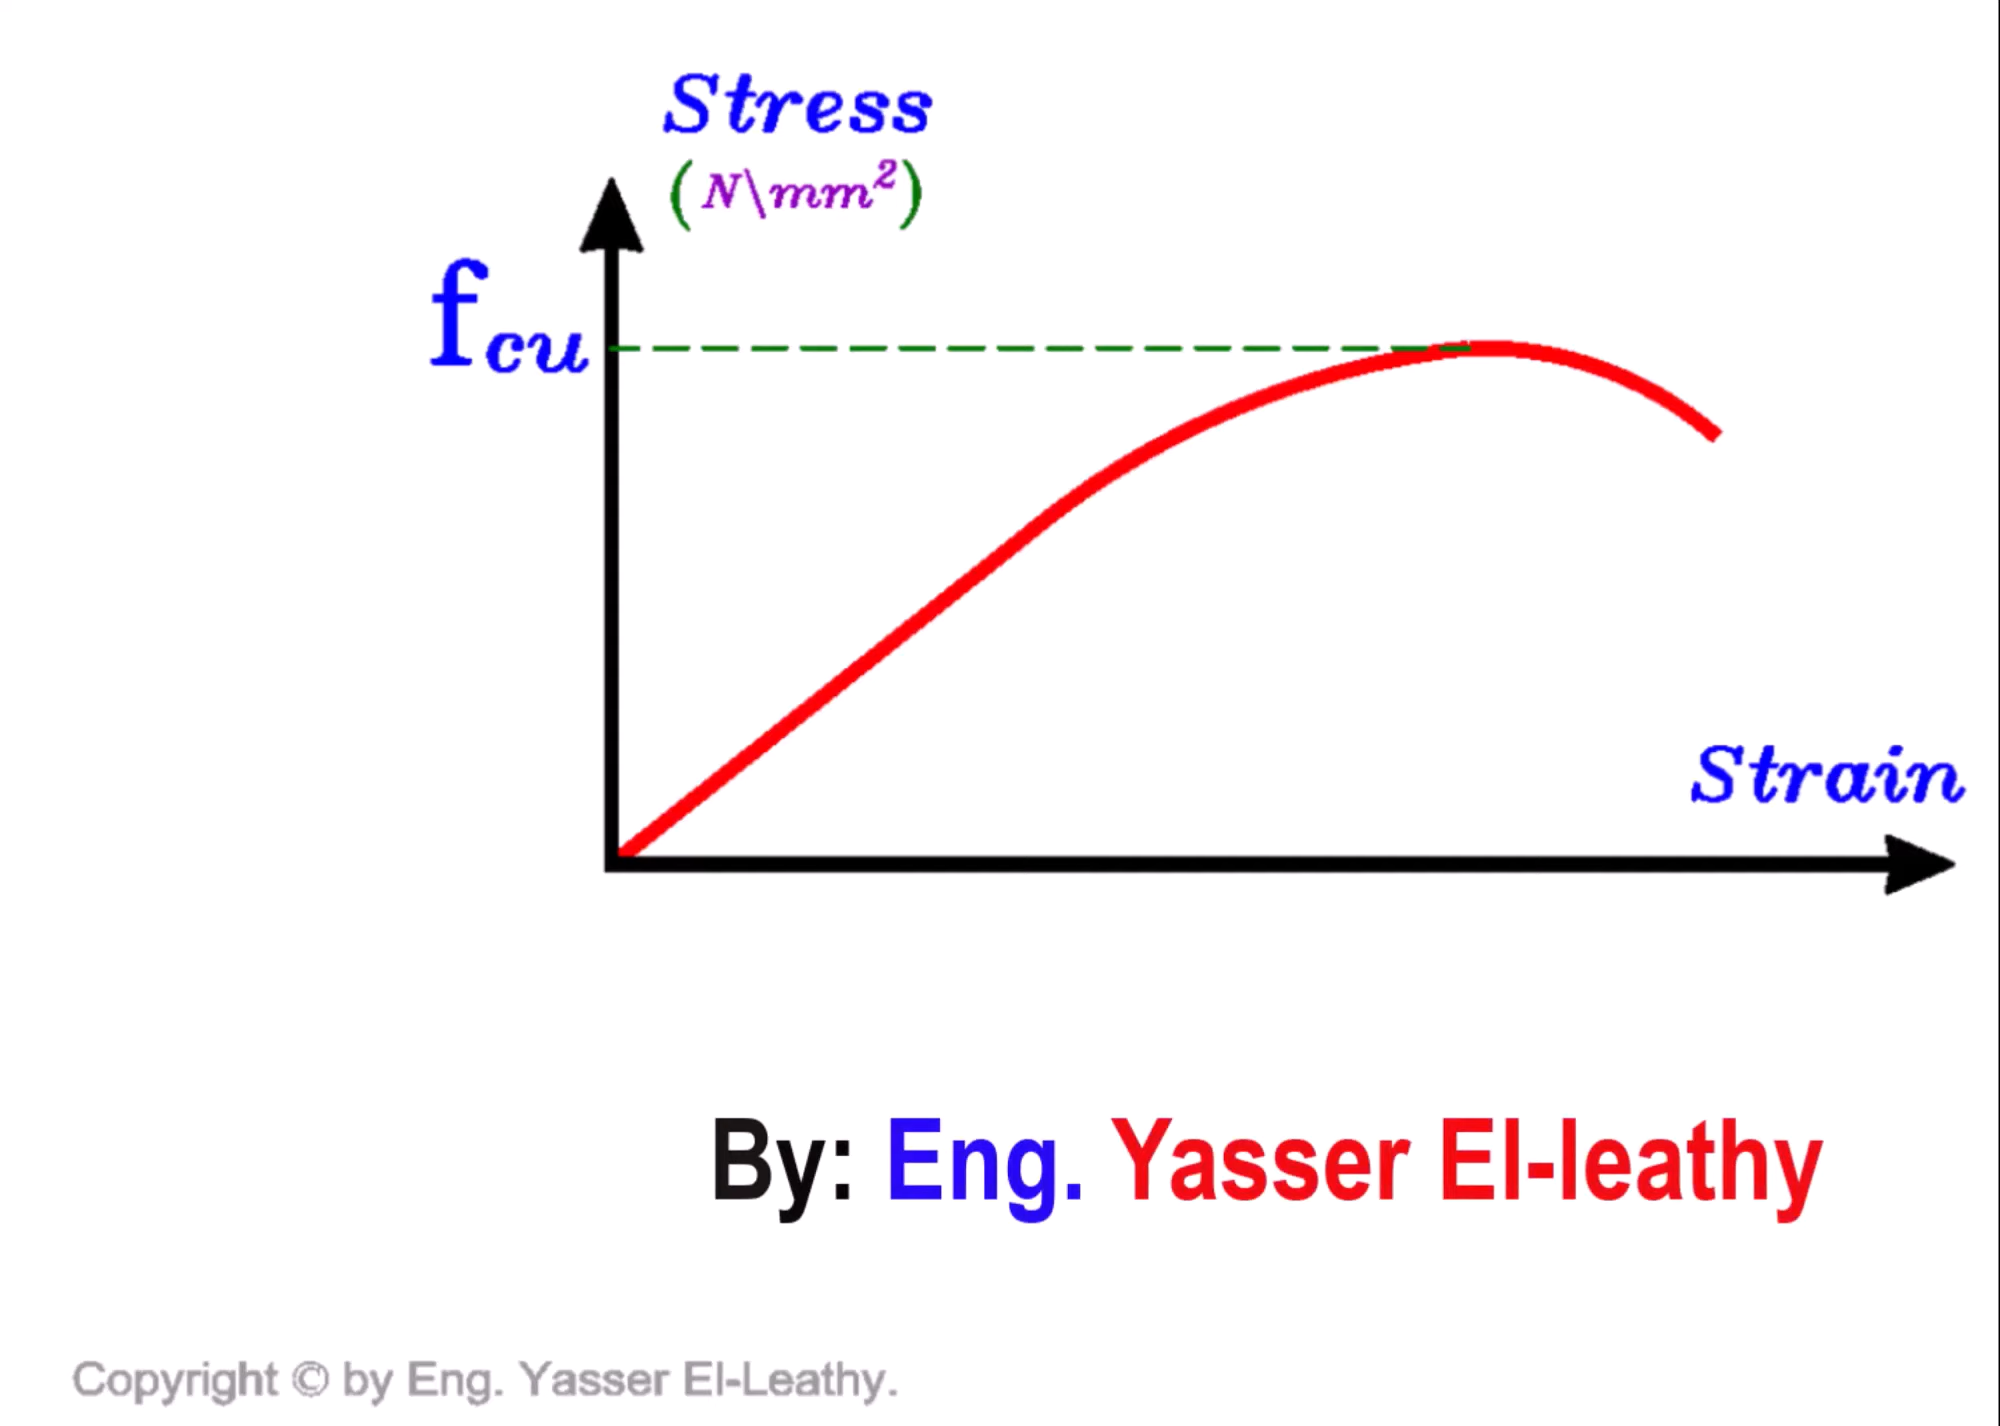 Stress
(N\mm²)
fcu
Strain
By: Eng. Yasser El-leathy
Copyright © by Eng. Yasser El-Leathy.